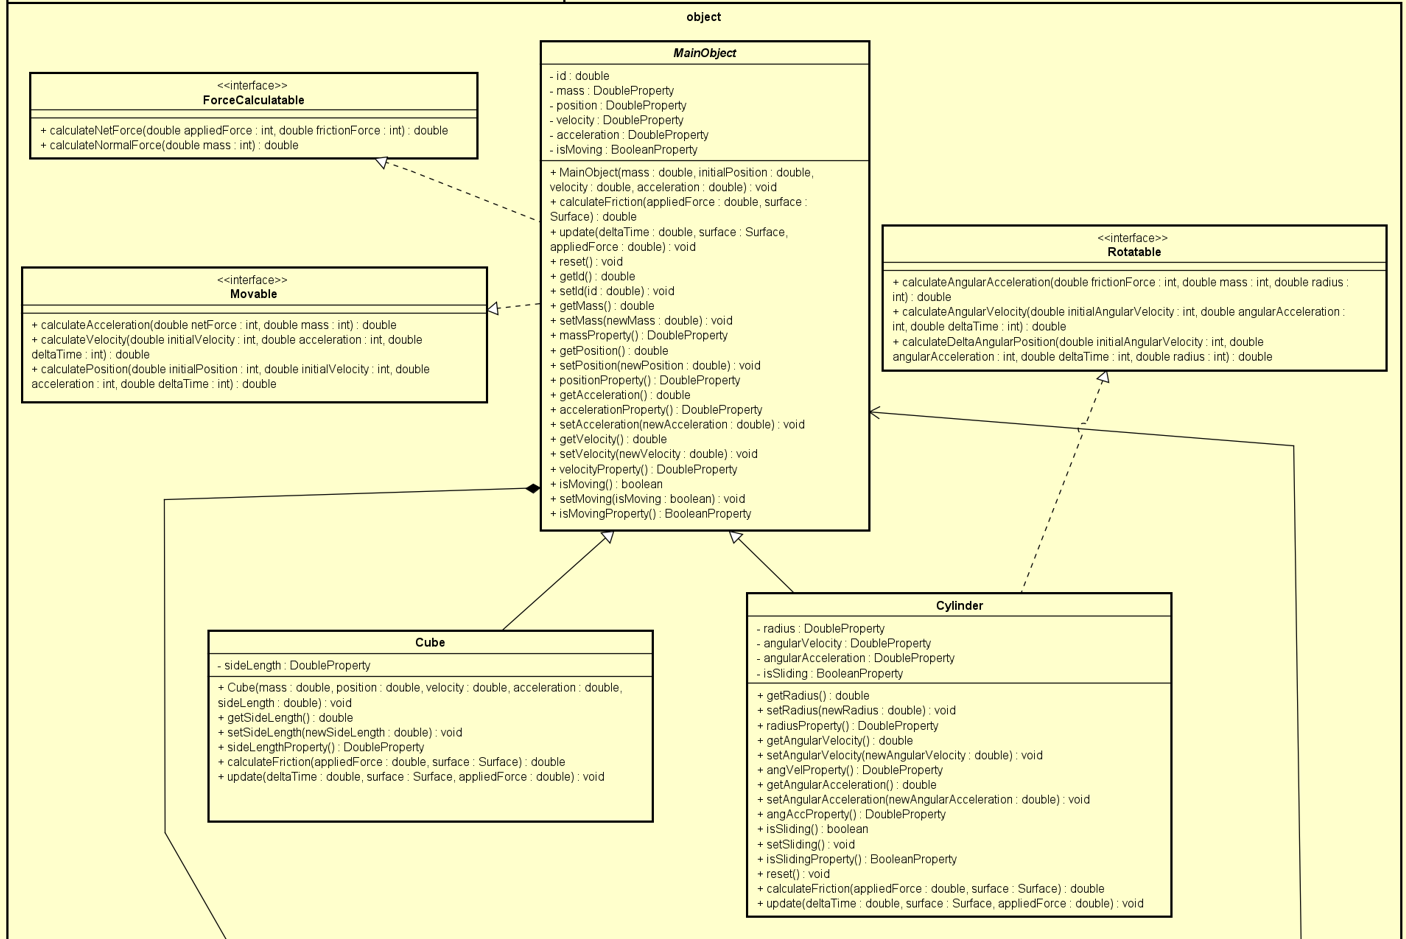 object
<<interface>>
ForceCalculatable
+ calculateNetForce(double appliedForce : int, double frictionForce : int) : double
+ calculateNormalForce(double mass : int) : double
<<interface>>
Movable
+ calculateAcceleration(double netForce : int, double mass : int) : double
+ calculateVelocity(double initialVelocity : int, double acceleration : int, double
deltaTime : int) : double
+ calculatePosition(double initialPosition : int, double initialVelocity : int, double
acceleration : int, double deltaTime : int) : double
MainObject
- id : double
- mass : DoubleProperty
- position : DoubleProperty
- velocity : DoubleProperty
- acceleration : DoubleProperty
- isMoving : BooleanProperty
+ MainObject(mass : double, initialPosition : double,
velocity : double, acceleration : double) : void
+ calculateFriction(appliedForce : double, surface :
Surface) : double
+ update(deltaTime : double, surface : Surface,
appliedForce : double) : void
+ reset() : void
+ getId() : double
+ setId(id : double) : void
+ getMass() : double
+ setMass(newMass : double) : void
+ massProperty() : DoubleProperty
+ getPosition() : double
+ setPosition(newPosition : double) : void
+ positionProperty() : DoubleProperty
+ getAcceleration() : double
+ accelerationProperty() : DoubleProperty
+ setAcceleration(newAcceleration : double) : void
+ getVelocity() : double
+ setVelocity(newVelocity : double) : void
+ velocityProperty() : DoubleProperty
+ isMoving() : boolean
+ setMoving(isMoving : boolean) : void
+ isMovingProperty() : BooleanProperty
<<interface>>
Rotatable
+ calculateAngularAcceleration(double frictionForce : int, double mass : int, double radius :
int) : double
+ calculateAngularVelocity(double initialAngularVelocity : int, double angularAcceleration :
int, double deltaTime : int) : double
+ calculateDeltaAngularPosition(double initialAngularVelocity : int, double
angularAcceleration : int, double deltaTime : int, double radius : int) : double
Cube
- sideLength : DoubleProperty
+ Cube(mass : double, position : double, velocity : double, acceleration : double,
sideLength : double) : void
+ getSideLength() : double
+ setSideLength(newSideLength : double) : void
+ sideLengthProperty() : DoubleProperty
+ calculateFriction(appliedForce : double, surface : Surface) : double
+ update(deltaTime : double, surface : Surface, appliedForce : double) : void
Cylinder
- radius : DoubleProperty
- angularVelocity : DoubleProperty
- angularAcceleration : DoubleProperty
- isSliding : BooleanProperty
+ getRadius() : double
+ setRadius(newRadius : double) : void
+ radiusProperty() : DoubleProperty
+ getAngularVelocity() : double
+ setAngularVelocity(newAngularVelocity : double) : void
+ angVelProperty() : DoubleProperty
+ getAngularAcceleration() : double
+ setAngularAcceleration(newAngularAcceleration : double) : void
+ angAccProperty() : DoubleProperty
+ isSliding() : boolean
+ setSliding() : void
+ isSlidingProperty() : BooleanProperty
+ reset() : void
+ calculateFriction(appliedForce : double, surface : Surface) : double
+ update(deltaTime : double, surface : Surface, appliedForce : double) : void